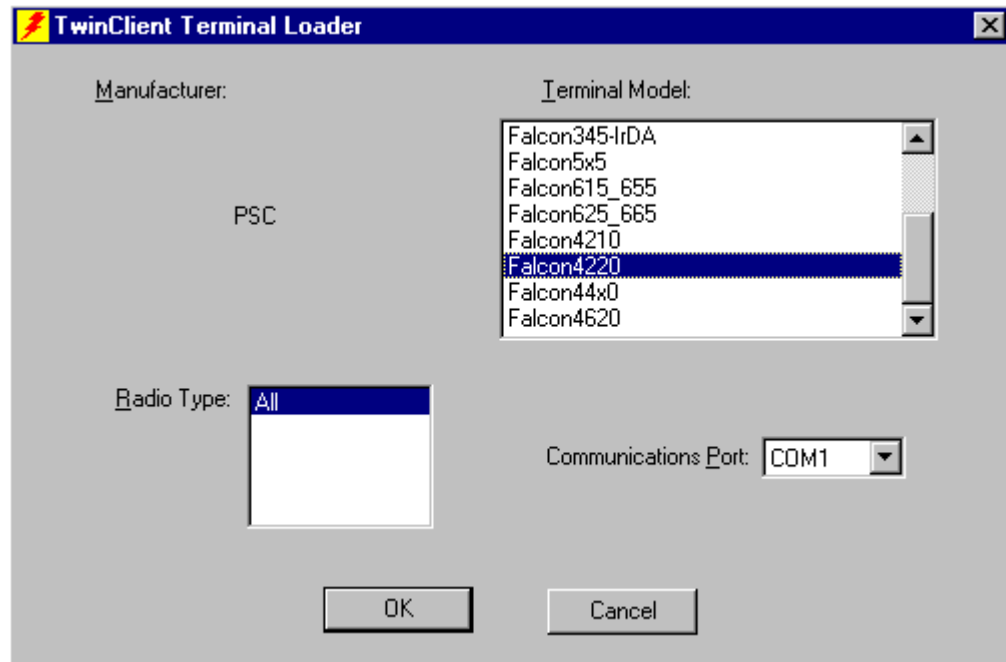 TwinClient Terminal Loader
Manufacturer:
Terminal Model:
PSC
Falcon345-IrDA
Falcon5x5
Falcon615_655
Falcon625_665
Falcon4210
Falcon4220
Falcon44x0
Falcon4620
Radio Type:
All
Communications Port:
COM1
OK
Cancel